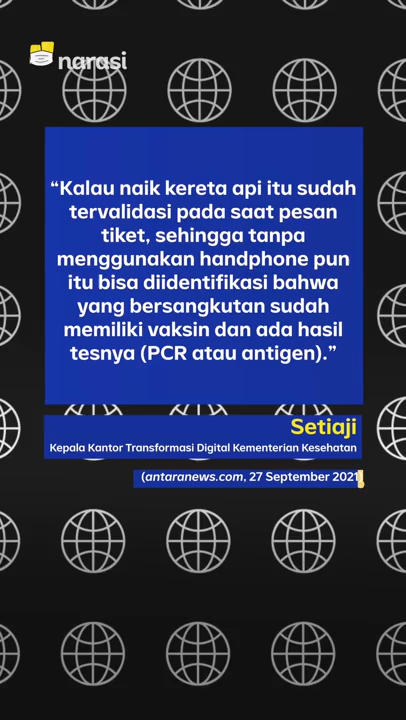 narasi
“Kalau naik kereta api itu sudah
tervalidasi pada saat pesan
tiket, sehingga tanpa
menggunakan handphone pun
itu bisa diidentifikasi bahwa
yang bersangkutan sudah
memiliki vaksin dan ada hasil
tesnya (PCR atau antigen).”
Setiaji
Kepala Kantor Transformasi Digital Kementerian Kesehatan
(antaranews.com, 27 September 2021)